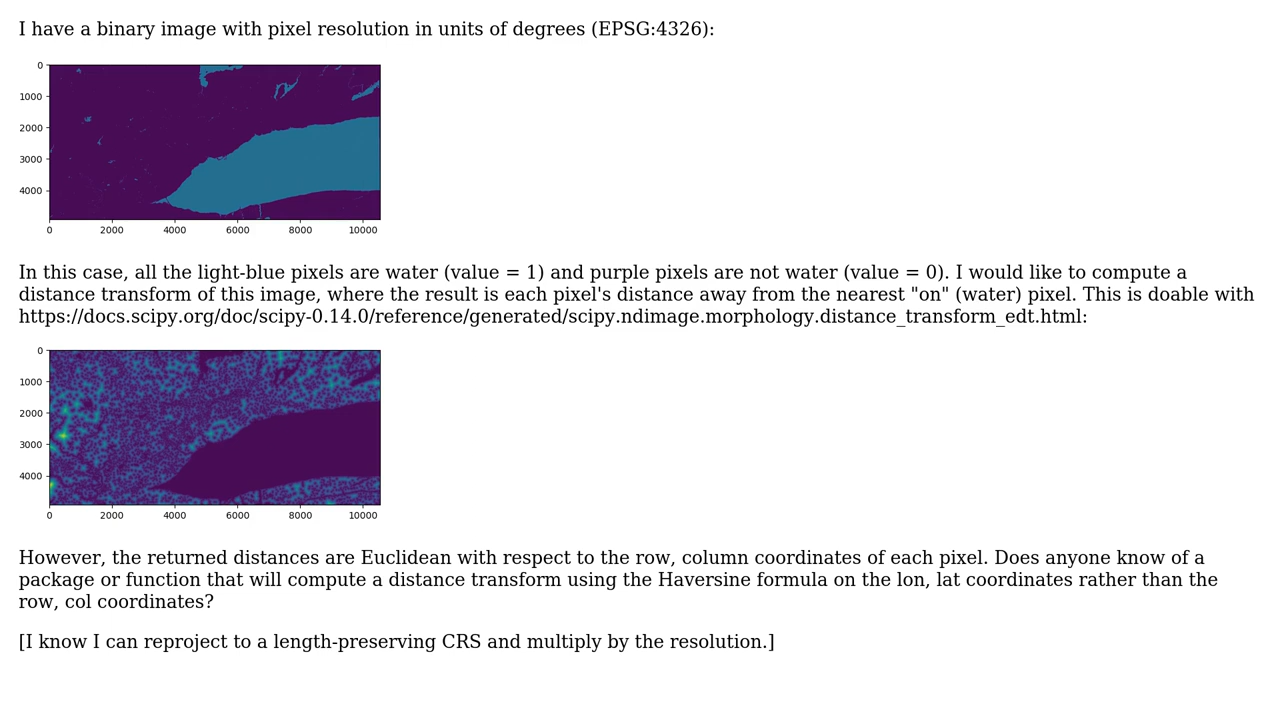 I have a binary image with pixel resolution in units of degrees (EPSG:4326):
0
1000
2000
3000
4000
0 2000 4000 6000 8000 10000
In this case, all the light-blue pixels are water (value = 1) and purple pixels are not water (value = 0). I would like to compute a
distance transform of this image, where the result is each pixel's distance away from the nearest "on" (water) pixel. This is doable with
https://docs.scipy.org/doc/scipy-0.14.0/reference/generated/scipy.ndimage.morphology.distance_transform_edt.html:
0
1000
2000
3000
4000
0 2000 4000 6000 8000 10000
However, the returned distances are Euclidean with respect to the row, column coordinates of each pixel. Does anyone know of a
package or function that will compute a distance transform using the Haversine formula on the lon, lat coordinates rather than the
row, col coordinates?
[I know I can reproject to a length-preserving CRS and multiply by the resolution.]